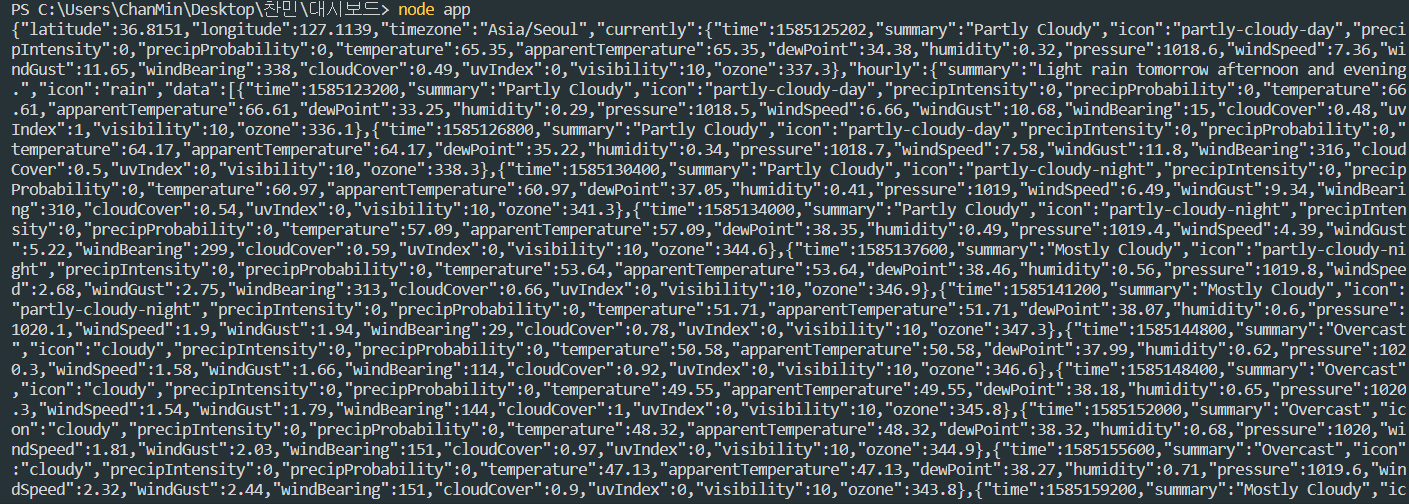 PS C:\Users\ChanMin\Desktop\찬민\대시보드> node app
{"latitude":36.8151,"longitude":127.1139,"timezone":"Asia/Seoul","currently":{"time":1585125202,"summary":"Partly Cloudy","icon":"partly-cloudy-day","preci
pIntensity":0,"precipProbability":0,"temperature":65.35,"apparentTemperature":65.35,"dewPoint":34.38,"humidity":0.32,"pressure":1018.6,"windSpeed":7.36,"wi
ndGust":11.65,"windBearing":338,"cloudCover":0.49,"uvIndex":0,"visibility":10,"ozone":337.3},"hourly":{"summary":"Light rain tomorrow afternoon and evening
.","icon":"rain","data":[{"time":1585123200,"summary":"Partly Cloudy","icon":"partly-cloudy-day","precipIntensity":0,"precipProbability":0,"temperature":66
.61,"apparentTemperature":66.61,"dewPoint":33.25,"humidity":0.29,"pressure":1018.5,"windSpeed":6.66,"windGust":10.68,"windBearing":15,"cloudCover":0.48,"uv
Index":1,"visibility":10,"ozone":336.1},{"time":1585126800,"summary":"Partly Cloudy","icon":"partly-cloudy-day","precipIntensity":0,"precipProbability":0,"
temperature":64.17,"apparentTemperature":64.17,"dewPoint":35.22,"humidity":0.34,"pressure":1018.7,"windSpeed":7.58,"windGust":11.8,"windBearing":316,"cloud
Cover":0.5,"uvIndex":0,"visibility":10,"ozone":338.3},{"time":1585130400,"summary":"Partly Cloudy","icon":"partly-cloudy-night","precipIntensity":0,"precip
Probability":0,"temperature":60.97,"apparentTemperature":60.97,"dewPoint":37.05,"humidity":0.41,"pressure":1019,"windSpeed":6.49,"windGust":9.34,"windBeari
ng":310,"cloudCover":0.54,"uvIndex":0,"visibility":10,"ozone":341.3},{"time":1585134000,"summary":"Partly Cloudy","icon":"partly-cloudy-night","precipInten
sity":0,"precipProbability":0,"temperature":57.09,"apparentTemperature":57.09,"dewPoint":38.35,"humidity":0.49,"pressure":1019.4,"windSpeed":4.39,"windGust
":5.22,"windBearing":299,"cloudCover":0.59,"uvIndex":0,"visibility":10,"ozone":344.6},{"time":1585137600,"summary":"Mostly Cloudy","icon":"partly-cloudy-ni
ght","precipIntensity":0,"precipProbability":0,"temperature":53.64,"apparentTemperature":53.64,"dewPoint":38.46,"humidity":0.56,"pressure":1019.8,"windSpee
d":2.68,"windGust":2.75,"windBearing":313,"cloudCover":0.66,"uvIndex":0,"visibility":10,"ozone":346.9},{"time":1585141200,"summary":"Mostly Cloudy","icon":
"partly-cloudy-night","precipIntensity":0,"precipProbability":0,"temperature":51.71,"apparentTemperature":51.71,"dewPoint":38.07,"humidity":0.6,"pressure":
1020.1,"windSpeed":1.9,"windGust":1.94,"windBearing":29,"cloudCover":0.78,"uvIndex":0,"visibility":10,"ozone":347.3},{"time":1585144800,"summary":"Overcast
","icon":"cloudy","precipIntensity":0,"precipProbability":0,"temperature":50.58,"apparentTemperature":50.58,"dewPoint":37.99,"humidity":0.62,"pressure":102
0.3,"windSpeed":1.58,"windGust":1.66,"windBearing":114,"cloudCover":0.92,"uvIndex":0,"visibility":10,"ozone":346.6},{"time":1585148400,"summary":"Overcast"
,"icon":"cloudy","precipIntensity":0,"precipProbability":0,"temperature":49.55,"apparentTemperature":49.55,"dewPoint":38.18,"humidity":0.65,"pressure":1020
.3,"windSpeed":1.54,"windGust":1.79,"windBearing":144,"cloudCover":1,"uvIndex":0,"visibility":10,"ozone":345.8},{"time":1585152000,"summary":"Overcast","ic
on":"cloudy","precipIntensity":0,"precipProbability":0,"temperature":48.32,"apparentTemperature":48.32,"dewPoint":38.32,"humidity":0.68,"pressure":1020,"wi
ndSpeed":1.81,"windGust":2.03,"windBearing":151,"cloudCover":0.97,"uvIndex":0,"visibility":10,"ozone":344.9},{"time":1585155600,"summary":"Overcast","icon"
:"cloudy","precipIntensity":0,"precipProbability":0,"temperature":47.13,"apparentTemperature":47.13,"dewPoint":38.27,"humidity":0.71,"pressure":1019.6,"win
dSpeed":2.32,"windGust":2.44,"windBearing":151,"cloudCover":0.9,"uvIndex":0,"visibility":10,"ozone":343.8},{"time":1585159200,"summary":"Mostly Cloudy","ic